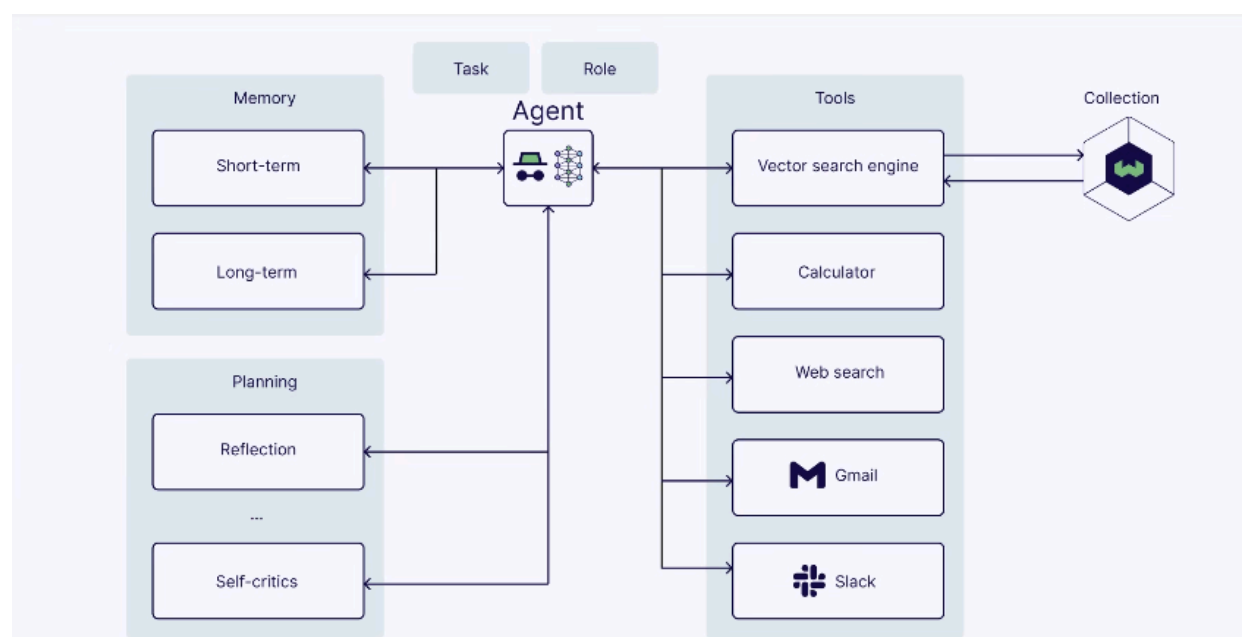 Task
Role
Memory
Agent
Tools
Collection
Short-term
Long-term
Planning
Reflection
...
Self-critics
Vector search engine
Calculator
Web search
Gmail
Slack